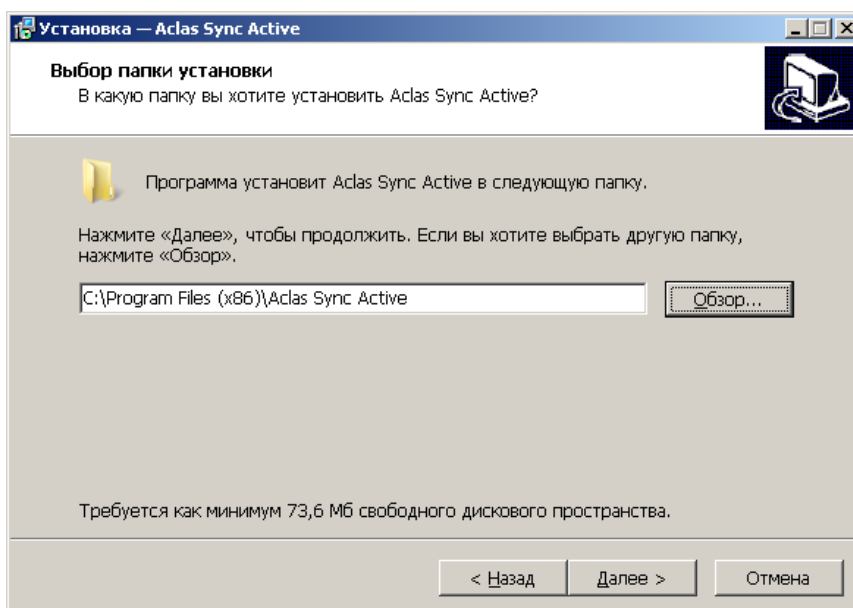 Установка — Aclas Sync Active
Выбор папки установки
В какую папку вы хотите установить Aclas Sync Active?
Программа установит Aclas Sync Active в следующую папку.
Нажмите «Далее», чтобы продолжить. Если вы хотите выбрать другую папку,
нажмите «Обзор».
C:\Program Files (x86)\Aclas Sync Active
Обзор...
Требуется как минимум 73,6 Мб свободного дискового пространства.
< Назад
Далее >
Отмена